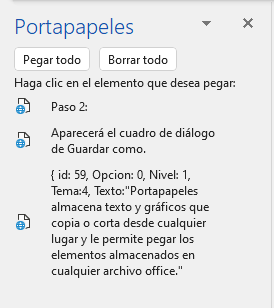 Portapapeles
Pegar todo
Borrar todo
Haga clic en el elemento que desea pegar:
Paso 2:
Aparecerá el cuadro de diálogo
de Guardar como.
{ id: 59, Opcion: 0, Nivel: 1,
Tema:4, Texto:"Portapapeles
almacena texto y gráficos que
copia o corta desde cualquier
lugar y le permite pegar los
elementos almacenados en
cualquier archivo office."